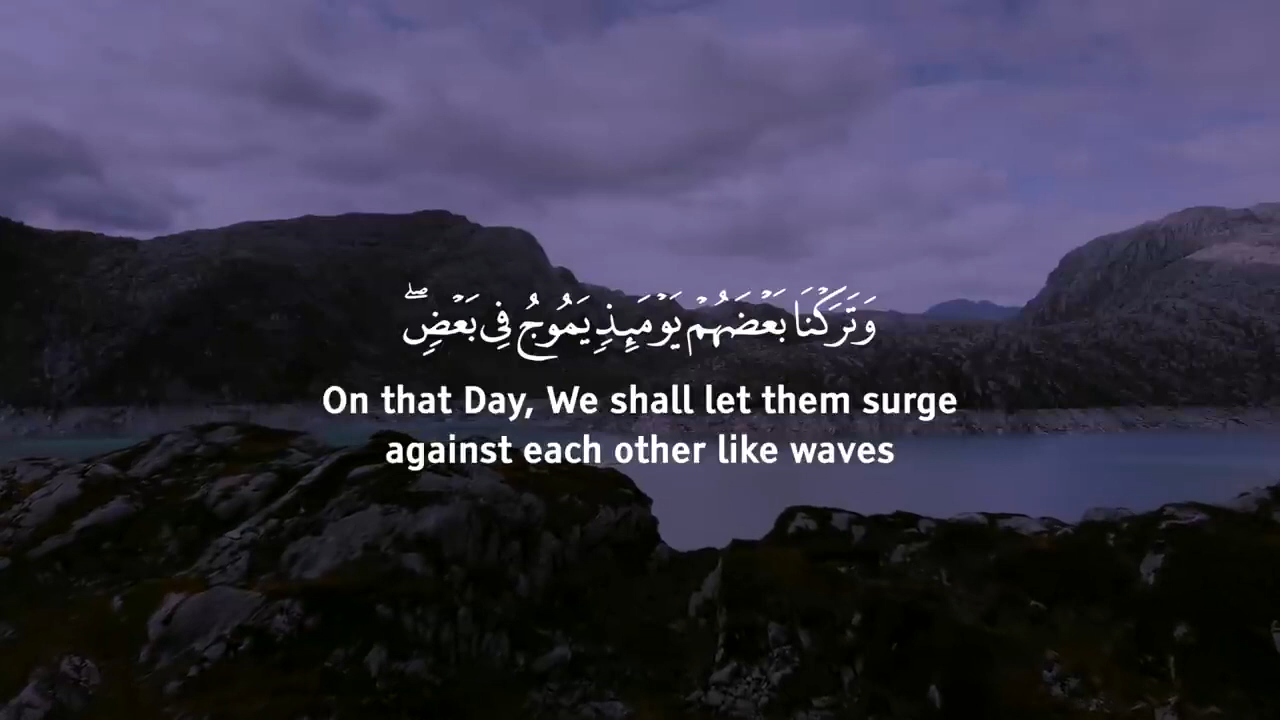 وَتَرَكْنَا بَعْضَهُمْ يَوْمَئِذٍ يَمُوجُ فِي بَعْضٍ ۖ
On that Day, We shall let them surge
against each other like waves